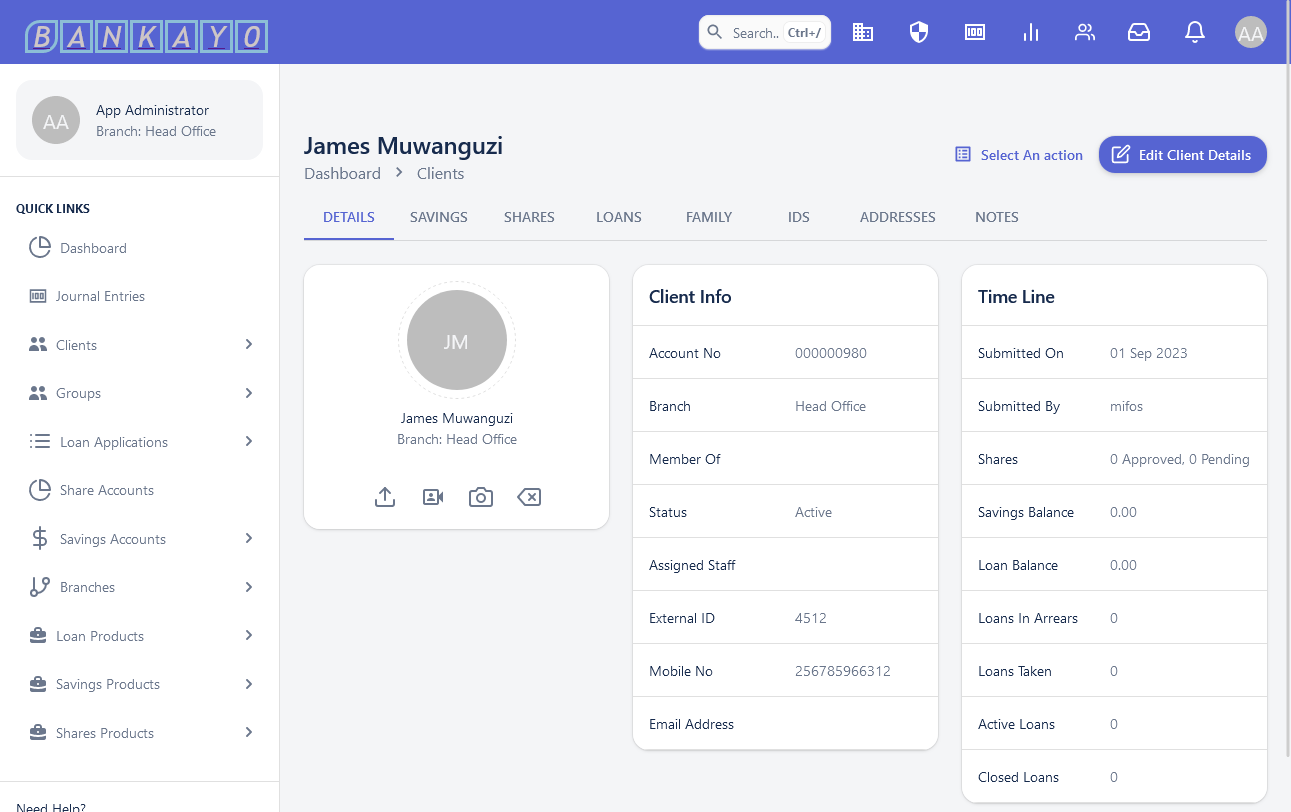 BANKAYO
Search.. Ctrl+/
AA
AA
App Administrator
Branch: Head Office
QUICK LINKS
Dashboard
Journal Entries
Clients
Groups
Loan Applications
Share Accounts
Savings Accounts
Branches
Loan Products
Savings Products
Shares Products
Need Help?
James Muwanguzi
Dashboard > Clients
Select An action
Edit Client Details
DETAILS SAVINGS SHARES LOANS FAMILY IDS ADDRESSES NOTES
JM
James Muwanguzi
Branch: Head Office
Client Info
Account No 000000980
Branch Head Office
Member Of
Status Active
Assigned Staff
External ID 4512
Mobile No 256785966312
Email Address
Time Line
Submitted On 01 Sep 2023
Submitted By mifos
Shares 0 Approved, 0 Pending
Savings Balance 0.00
Loan Balance 0.00
Loans In Arrears 0
Loans Taken 0
Active Loans 0
Closed Loans 0